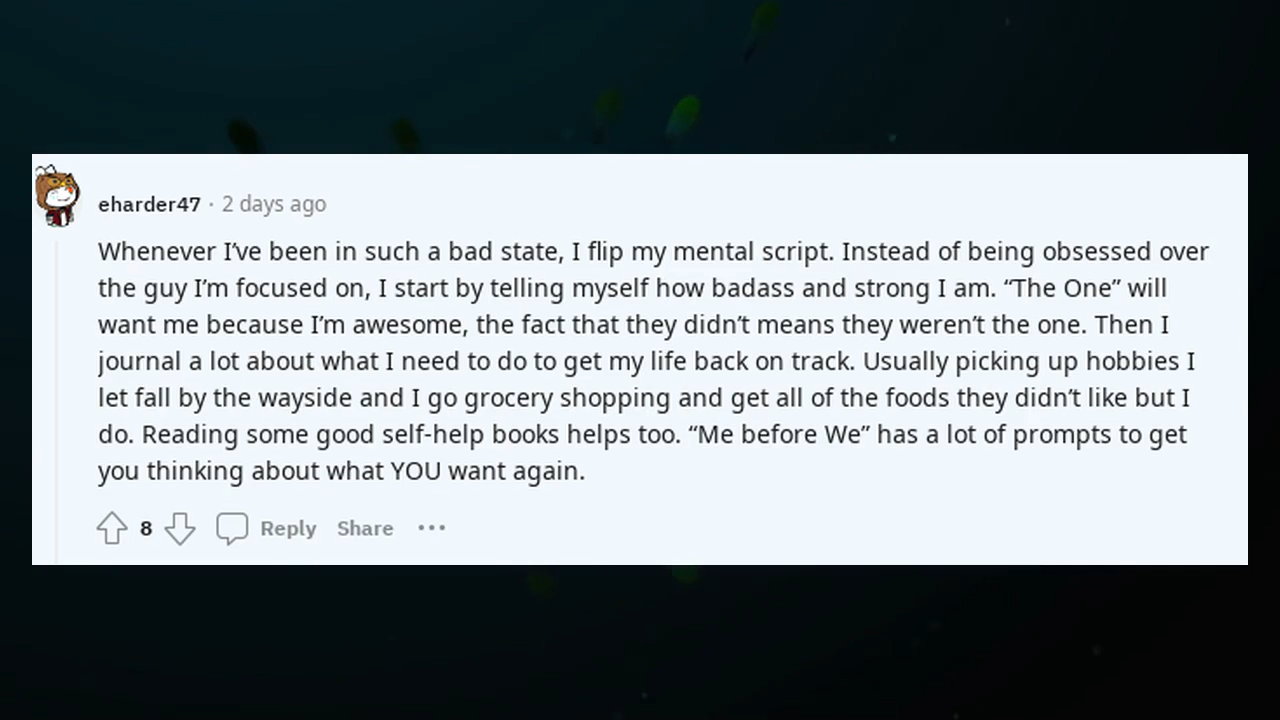 eharder47 · 2 days ago
Whenever I’ve been in such a bad state, I flip my mental script. Instead of being obsessed over
the guy I’m focused on, I start by telling myself how badass and strong I am. “The One” will
want me because I’m awesome, the fact that they didn’t means they weren’t the one. Then I
journal a lot about what I need to do to get my life back on track. Usually picking up hobbies I
let fall by the wayside and I go grocery shopping and get all of the foods they didn’t like but I
do. Reading some good self-help books helps too. “Me before We” has a lot of prompts to get
you thinking about what YOU want again.
8 Reply Share •••